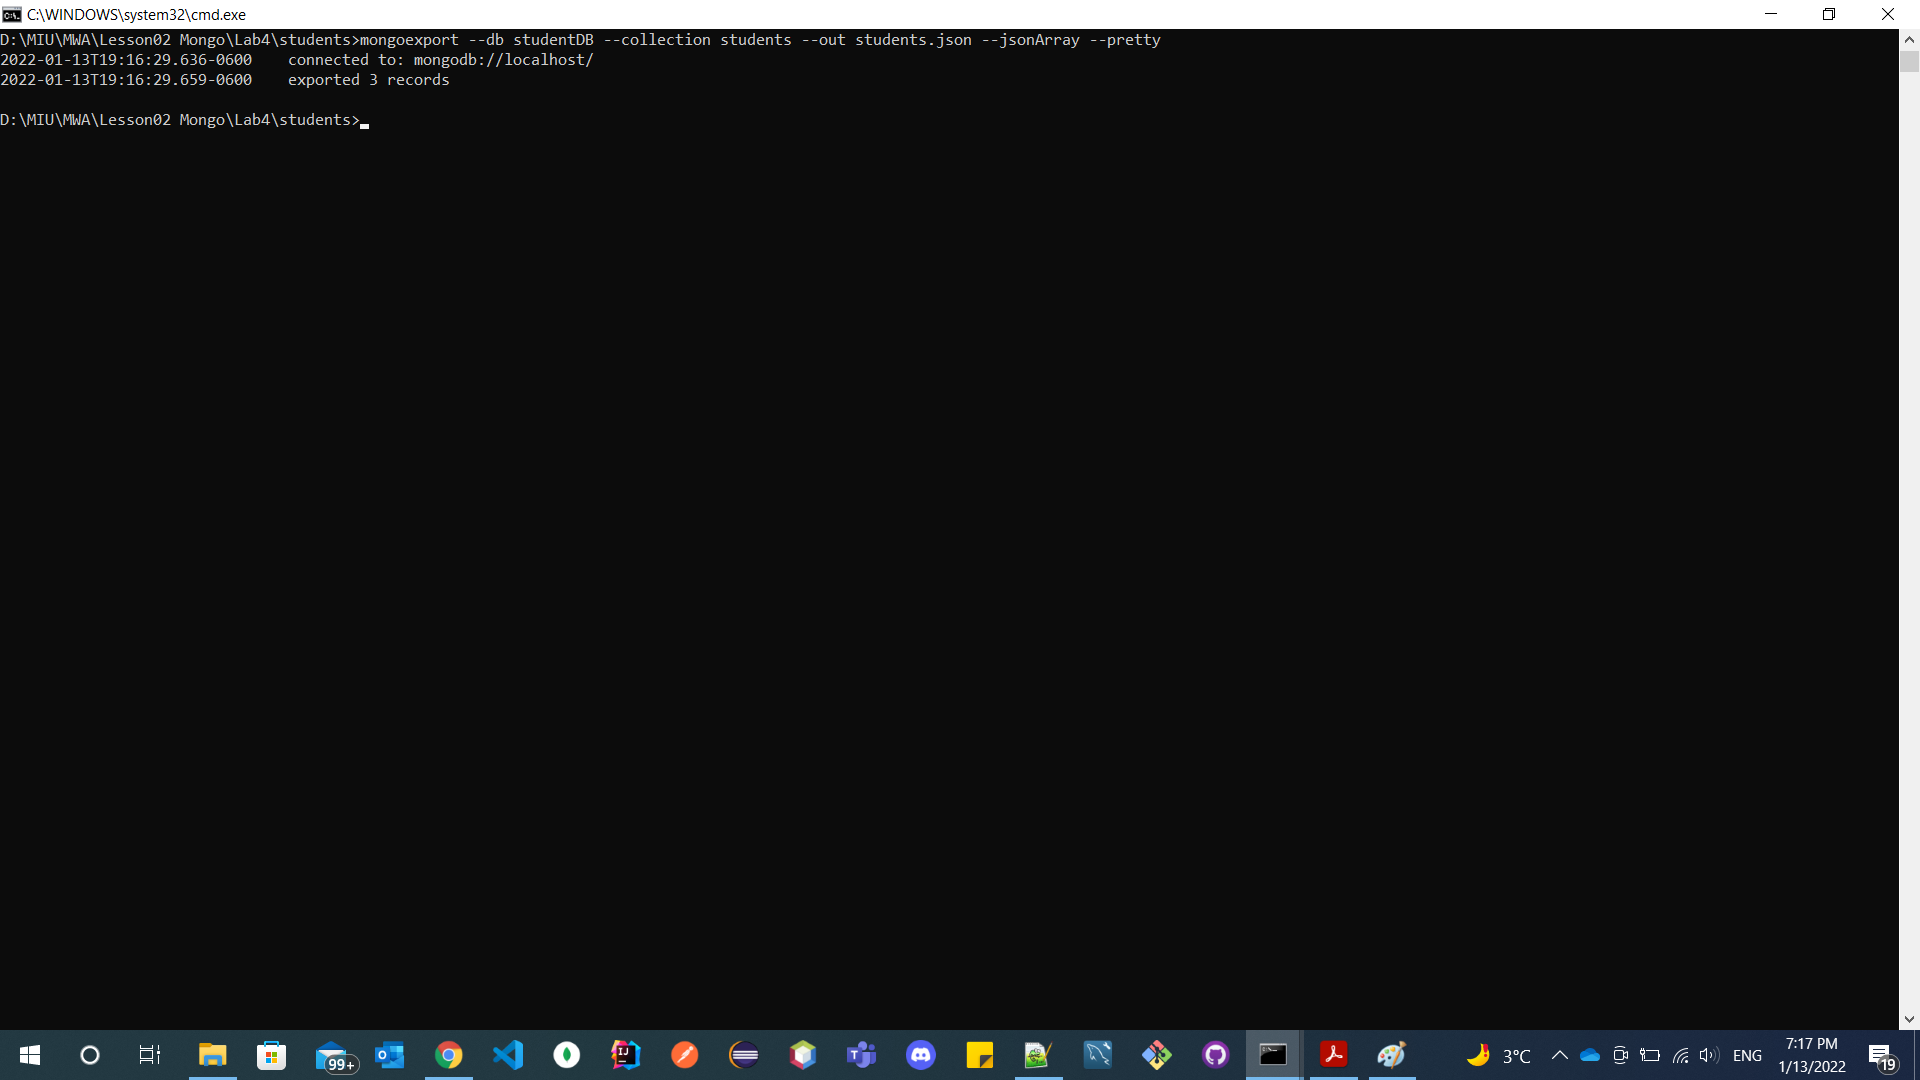 C:\WINDOWS\system32\cmd.exe
D:\MIU\MWA\Lesson02 Mongo\Lab4\students>mongoexport --db studentDB --collection students --out students.json --jsonArray --pretty
2022-01-13T19:16:29.636-0600    connected to: mongodb://localhost/
2022-01-13T19:16:29.659-0600    exported 3 records
D:\MIU\MWA\Lesson02 Mongo\Lab4\students>
99+
3°C
ENG
7:17 PM
1/13/2022
19